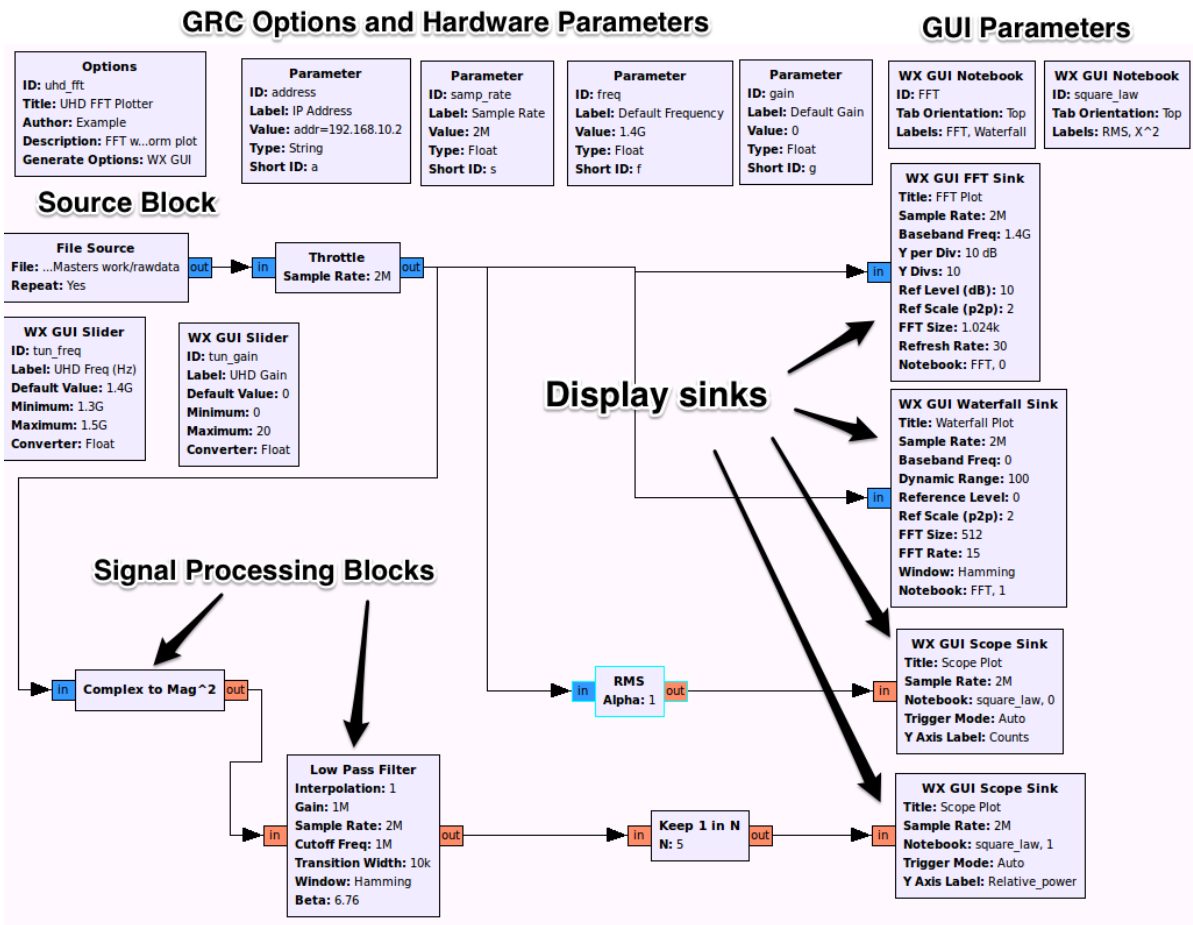 GRC Options and Hardware Parameters
GUI Parameters
Options
ID: uhd_fft
Title: UHD FFT Plotter
Author: Example
Description: FFT w...orm plot
Generate Options: WX GUI
Parameter
ID: address
Label: IP Address
Value: addr=192.168.10.2
Type: String
Short ID: a
Parameter
ID: samp_rate
Label: Sample Rate
Value: 2M
Type: Float
Short ID: s
Parameter
ID: freq
Label: Default Frequency
Value: 1.4G
Type: Float
Short ID: f
Parameter
ID: gain
Label: Default Gain
Value: 0
Type: Float
Short ID: g
WX GUI Notebook
ID: FFT
Tab Orientation: Top
Labels: FFT, Waterfall
WX GUI Notebook
ID: square_law
Tab Orientation: Top
Labels: RMS, X^2
Source Block
File Source
File: ...Masters work/rawdata
Repeat: Yes
out
in
Throttle
Sample Rate: 2M
out
in
WX GUI FFT Sink
Title: FFT Plot
Sample Rate: 2M
Baseband Freq: 1.4G
Y per Div: 10 dB
Y Divs: 10
Ref Level (dB): 10
Ref Scale (p2p): 2
FFT Size: 1.024k
Refresh Rate: 30
Notebook: FFT, 0
WX GUI Slider
ID: tun_freq
Label: UHD Freq (Hz)
Default Value: 1.4G
Minimum: 1.3G
Maximum: 1.5G
Converter: Float
WX GUI Slider
ID: tun_gain
Label: UHD Gain
Default Value: 0
Minimum: 0
Maximum: 20
Converter: Float
Display sinks
in
WX GUI Waterfall Sink
Title: Waterfall Plot
Sample Rate: 2M
Baseband Freq: 0
Dynamic Range: 100
Reference Level: 0
Ref Scale (p2p): 2
FFT Size: 512
FFT Rate: 15
Window: Hamming
Notebook: FFT, 1
Signal Processing Blocks
in
Complex to Mag^2
out
in
RMS
Alpha: 1
out
in
WX GUI Scope Sink
Title: Scope Plot
Sample Rate: 2M
Notebook: square_law, 0
Trigger Mode: Auto
Y Axis Label: Counts
in
Low Pass Filter
Interpolation: 1
Gain: 1M
Sample Rate: 2M
Cutoff Freq: 1M
Transition Width: 10k
Window: Hamming
Beta: 6.76
out
in
Keep 1 in N
N: 5
out
in
WX GUI Scope Sink
Title: Scope Plot
Sample Rate: 2M
Notebook: square_law, 1
Trigger Mode: Auto
Y Axis Label: Relative_power